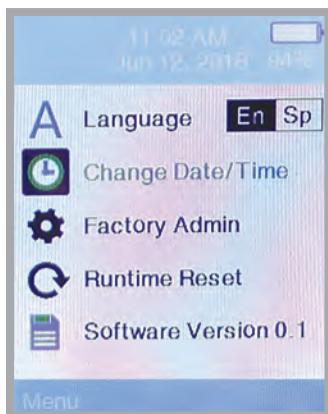 11:02 AM
Jun 12, 2018 94%
A Language En Sp
Change Date/Time
Factory Admin
Runtime Reset
Software Version 0.1
Menu